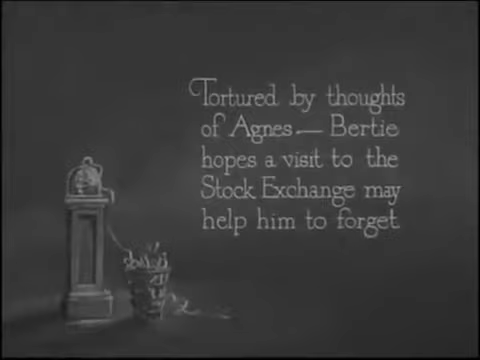 Tortured by thoughts
of Agnes — Bertie
hopes a visit to the
Stock Exchange may
help him to forget